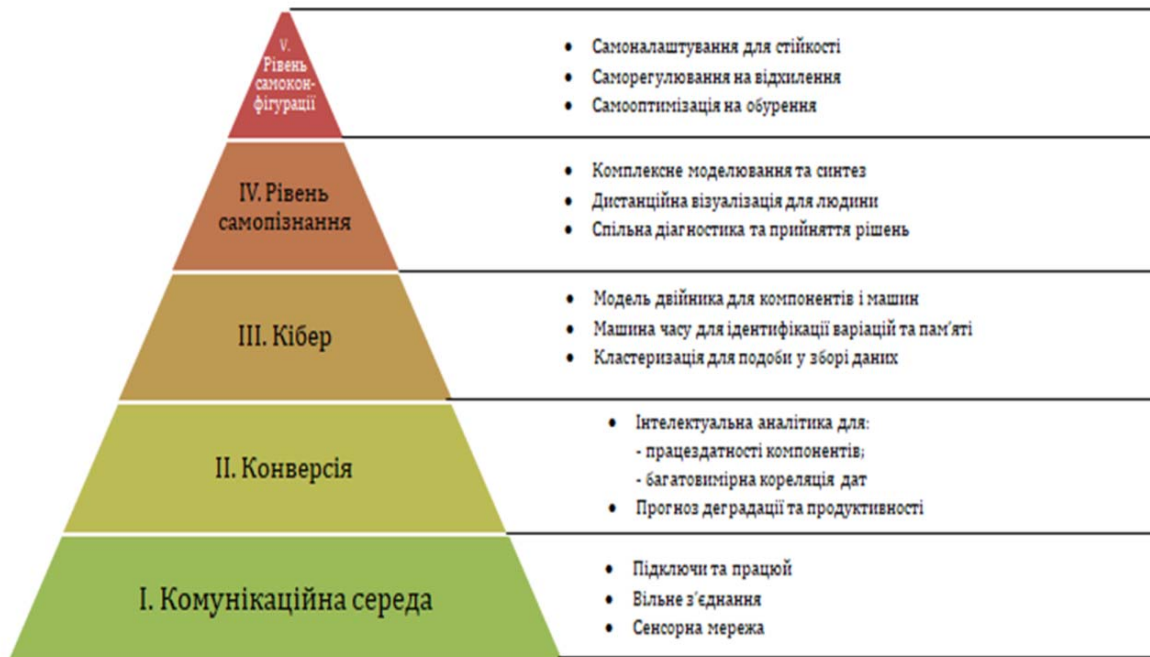 V.
Рівень
самокон-
фігурації
• Самоналаштування для стійкості
• Саморегулювання на відхилення
• Самооптимізація на обурення
IV. Рівень
самопізнання
• Комплексне моделювання та синтез
• Дистанційна візуалізація для людини
• Спільна діагностика та прийняття рішень
III. Кібер
• Модель двійника для компонентів і машин
• Машина часу для ідентифікації варіацій та пам'яті
• Кластеризація для подоби у зборі даних
II. Конверсія
• Інтелектуальна аналітика для:
- працездатності компонентів;
- багатовимірна кореляція дат
• Прогноз деградації та продуктивності
I. Комунікаційна середа
• Підключи та працюй
• Вільне з'єднання
• Сенсорна мережа